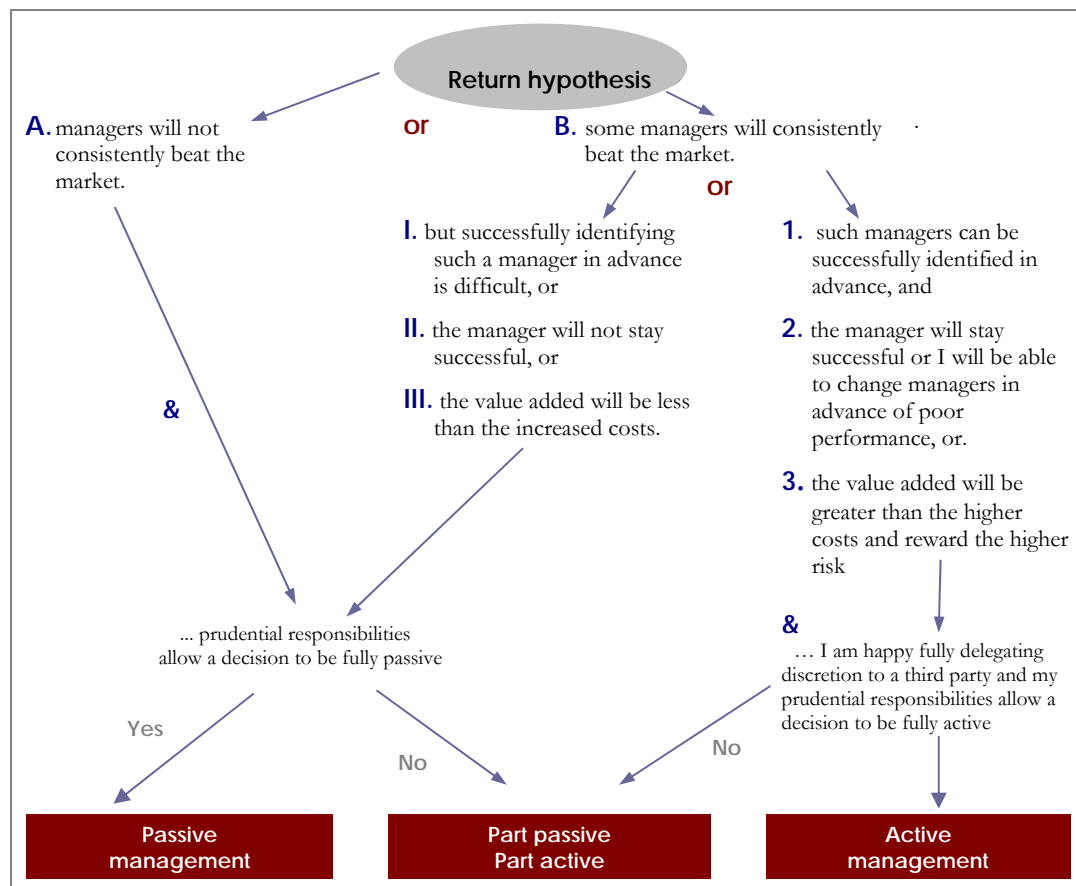 Return hypothesis
A. managers will not
consistently beat the
market.
or
B. some managers will consistently
beat the market.
or
I. but successfully identifying
such a manager in advance
is difficult, or
II. the manager will not stay
successful, or
III. the value added will be less
than the increased costs.
1. such managers can be
successfully identified in
advance, and
2. the manager will stay
successful or I will be able
to change managers in
advance of poor
performance, or.
3. the value added will be
greater than the higher
costs and reward the higher
risk
&
... prudential responsibilities
allow a decision to be fully passive
&
… I am happy fully delegating
discretion to a third party and my
prudential responsibilities allow a
decision to be fully active
Yes
No
No
Passive
management
Part passive
Part active
Active
management